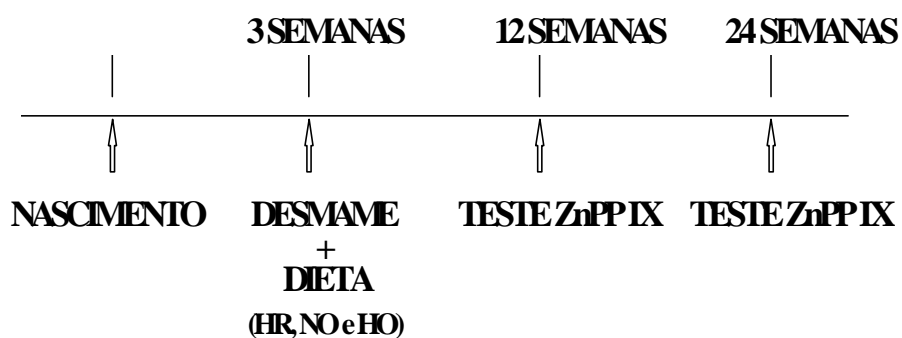 3 SEMANAS 12 SEMANAS 24 SEMANAS
NASCIMENTO DESMAME TESTE ZnPP IX TESTE ZnPP IX
+
DIETA
(HR, NO e HO)